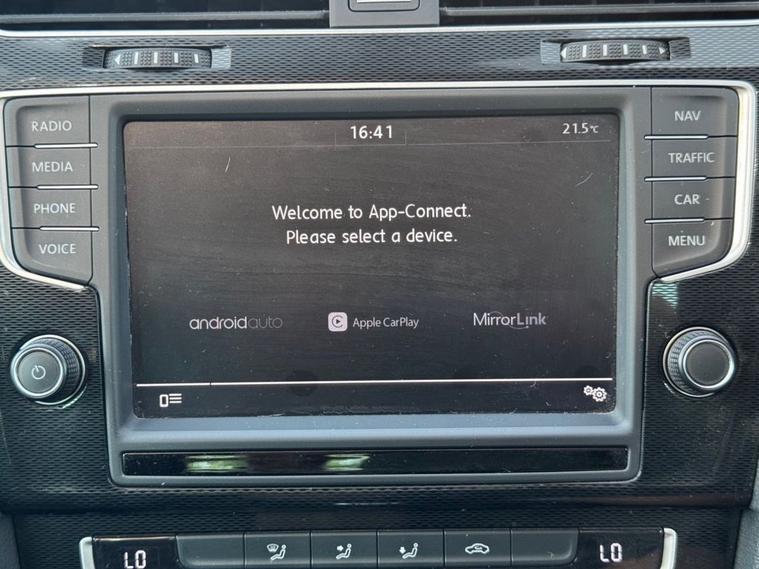 RADIO
MEDIA
PHONE
VOICE
16:41
21.5°C
Welcome to App-Connect.
Please select a device.
androidauto
Apple CarPlay
MirrorLink
NAV
TRAFFIC
CAR
MENU
LO
LO